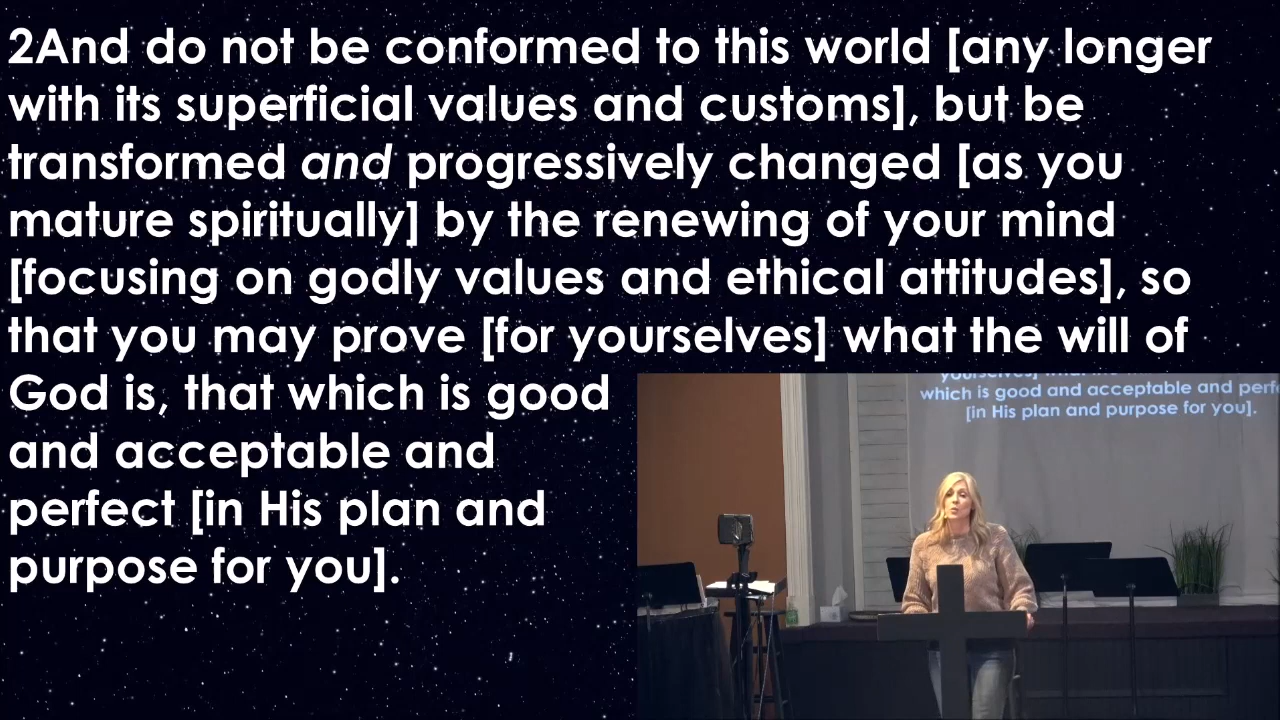 2And do not be conformed to this world [any longer
with its superficial values and customs], but be
transformed and progressively changed [as you
mature spiritually] by the renewing of your mind
[focusing on godly values and ethical attitudes], so
that you may prove [for yourselves] what the will of
God is, that which is good
and acceptable and
perfect [in His plan and
purpose for you].
which is good and acceptable and perf
[in His plan and purpose for you].